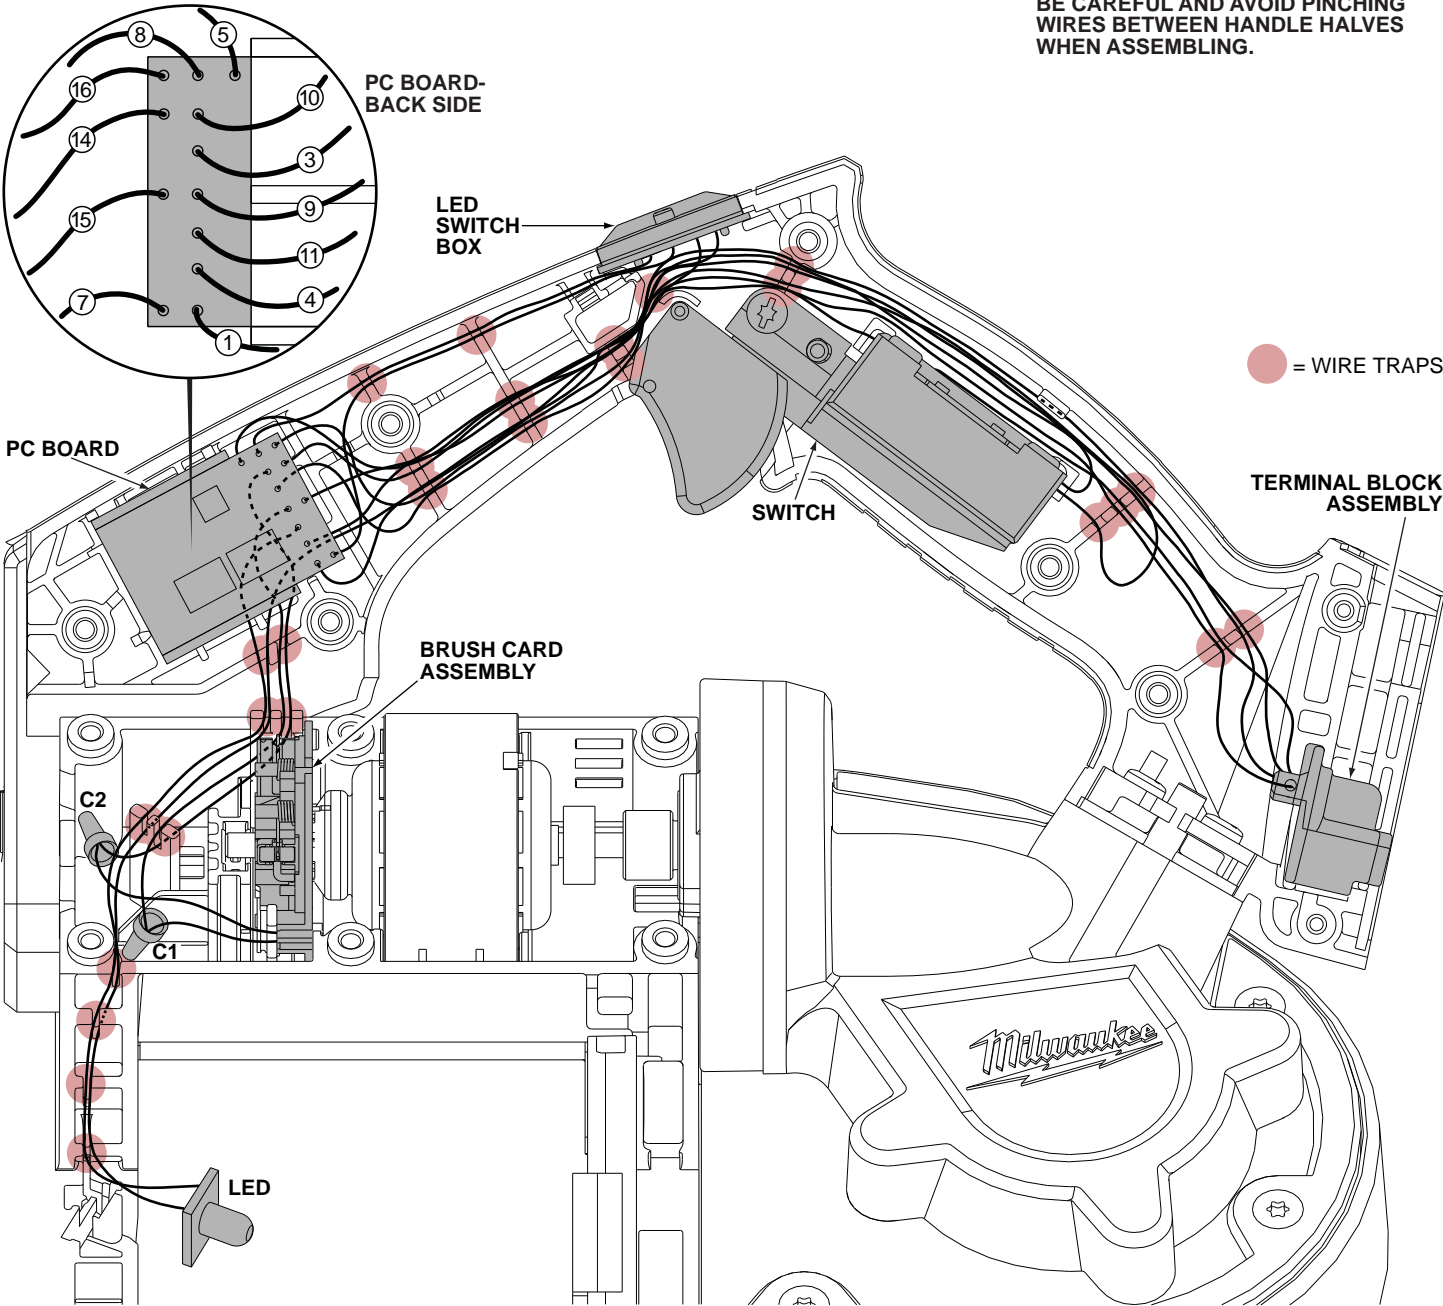 BE CAREFUL AND AVOID PINCHING
WIRES BETWEEN HANDLE HALVES
WHEN ASSEMBLING.
8
5
16
10
14
3
15
9
11
7
4
1
PC BOARD-
BACK SIDE
LED
SWITCH
BOX
= WIRE TRAPS
PC BOARD
SWITCH
TERMINAL BLOCK
ASSEMBLY
BRUSH CARD
ASSEMBLY
C2
C1
Milwaukee
LED